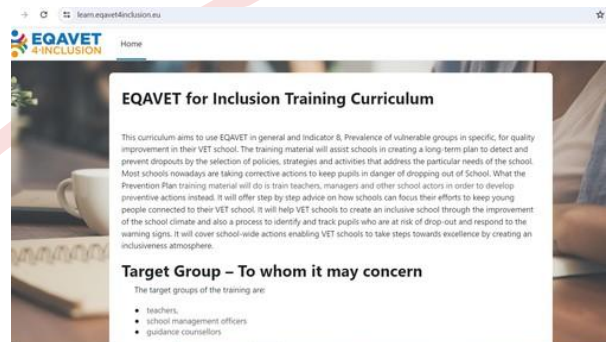 learn.eqavet4inclusion.eu
EQAVET
4·INCLUSION
Home
EQAVET for Inclusion Training Curriculum
This curriculum aims to use EQAVET in general and Indicator 8, Prevalence of vulnerable groups in specific, for quality
improvement in their VET school. The training material will assist schools in creating a long-term plan to detect and
prevent dropouts by the selection of policies, strategies and activities that address the particular needs of the school.
Most schools nowadays are taking corrective actions to keep pupils in danger of dropping out of School. What the
Prevention Plan training material will do is train teachers, managers and other school actors in order to develop
preventive actions instead. It will offer step by step advice on how schools can focus their efforts to keep young
people connected to their VET school. It will help VET schools to create an inclusive school through the improvement
of the school climate and also a process to identify and track pupils who are at risk of drop-out and respond to the
warning signs. It will cover school-wide actions enabling VET schools to take steps towards excellence by creating an
inclusiveness atmosphere.
Target Group – To whom it may concern
The target groups of the training are:
• teachers,
• school management officers
• guidance counsellors